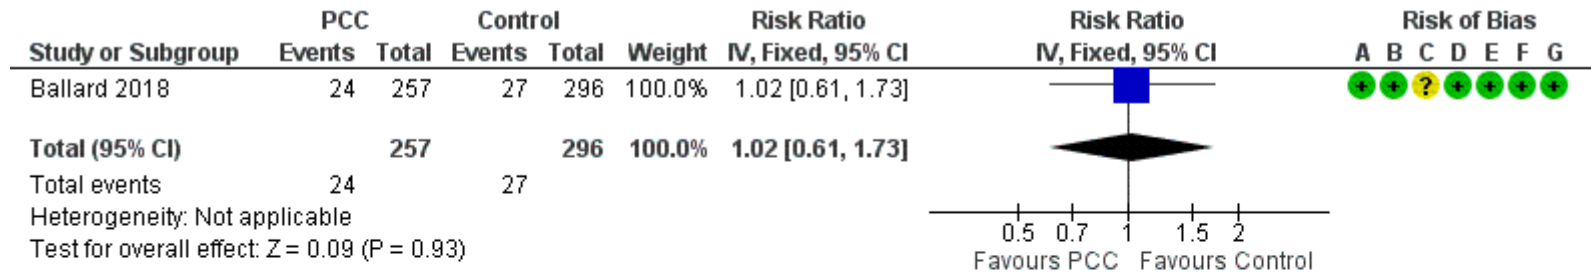 PCC Control Risk Ratio Risk Ratio Risk of Bias
Study or Subgroup Events Total Events Total Weight IV, Fixed, 95% CI IV, Fixed, 95% CI A B C D E F G
Ballard 2018 24 257 27 296 100.0% 1.02 [0.61, 1.73] + + ? + + + +
Total (95% CI) 257 296 100.0% 1.02 [0.61, 1.73]
Total events 24 27
Heterogeneity: Not applicable
Test for overall effect: Z = 0.09 (P = 0.93)
0.5 0.7 1 1.5 2
Favours PCC Favours Control